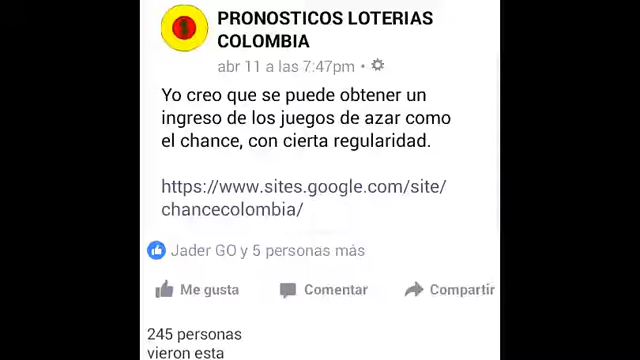 PRONOSTICOS LOTERIAS
COLOMBIA
abr 11 a las 7:47pm •
Yo creo que se puede obtener un
ingreso de los juegos de azar como
el chance, con cierta regularidad.
https://www.sites.google.com/site/
chancecolombia/
Jader GO y 5 personas más
Me gusta Comentar Compartir
245 personas
vieron esta